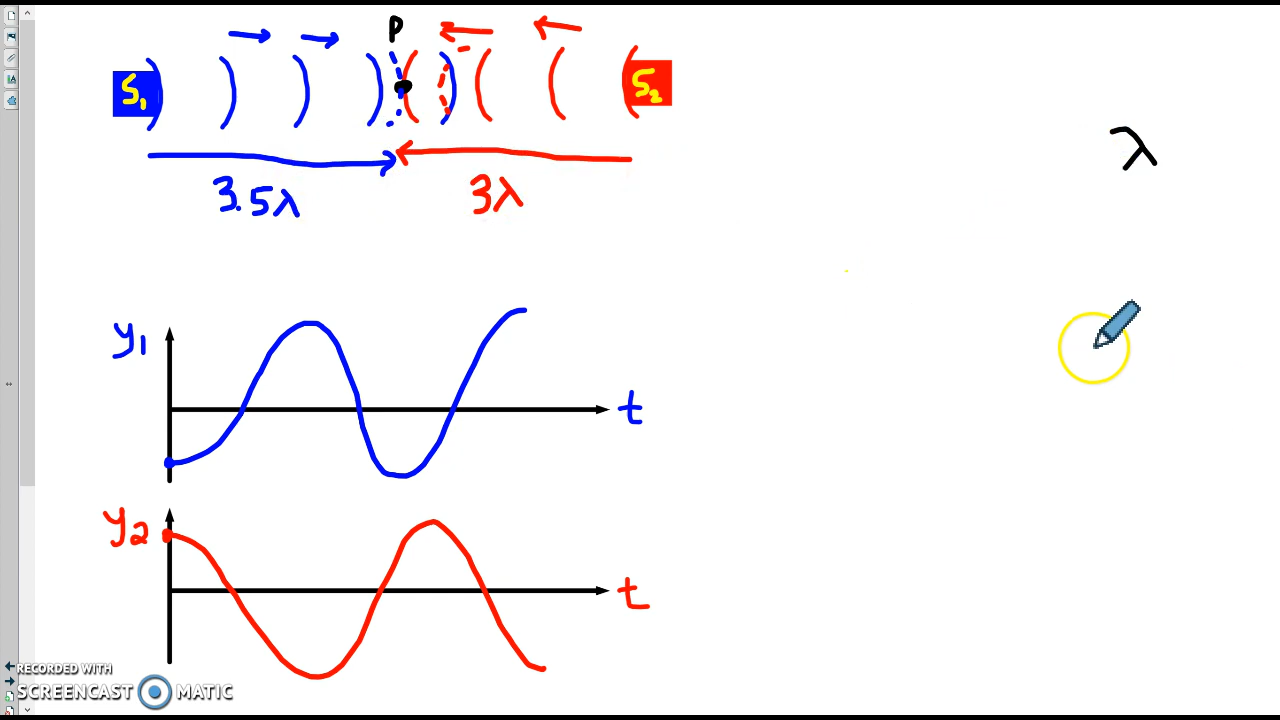 P
S1 S2
λ
3.5λ 3λ
y1
t
y2
t
RECORDED WITH
SCREENCAST MATIC